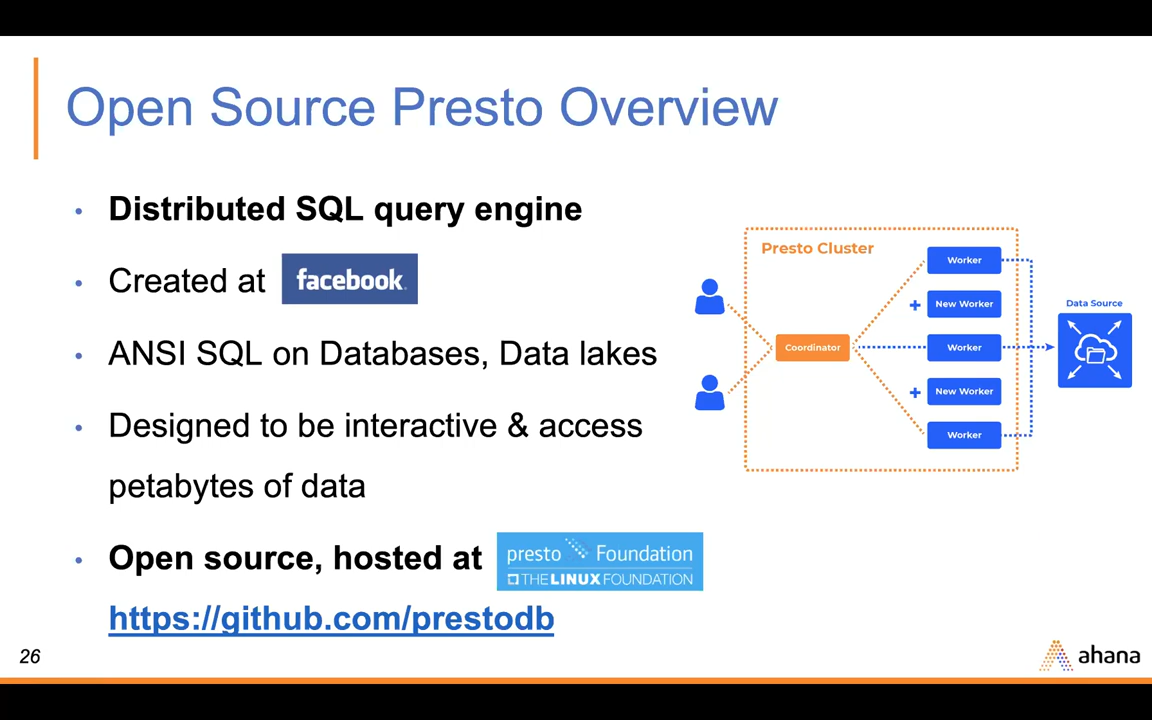 Open Source Presto Overview
• Distributed SQL query engine
• Created at facebook.
• ANSI SQL on Databases, Data lakes
• Designed to be interactive & access
petabytes of data
• Open source, hosted at presto Foundation
THE LINUX FOUNDATION
https://github.com/prestodb
Presto Cluster
Coordinator
Worker
+ New Worker
Worker
+ New Worker
Worker
Data Source
26
ahana